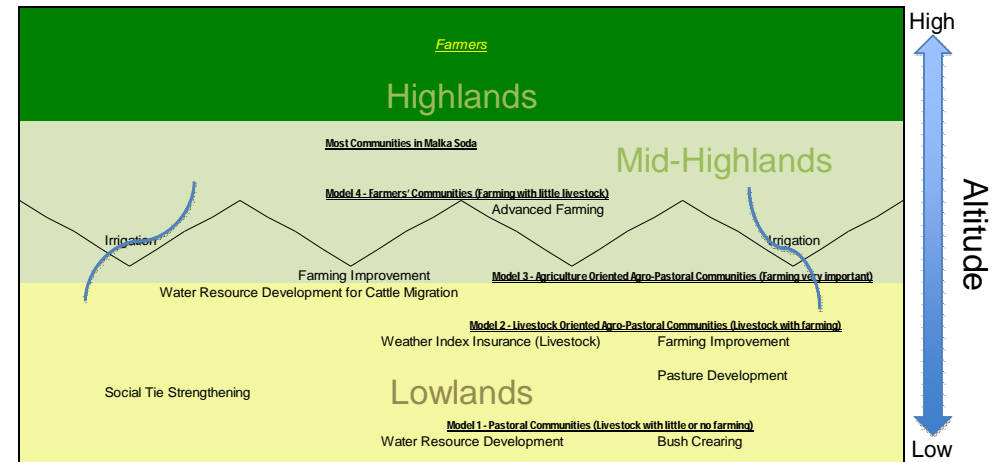 High
Farmers
Highlands
Most Communities in Malka Soda
Mid-Highlands
Model 4 - Farmers' Communities (Farming with little livestock)
Advanced Farming
Altitude
Irrigation
Irrigation
Farming Improvement
Model 3 - Agriculture Oriented Agro-Pastoral Communities (Farming very important)
Water Resource Development for Cattle Migration
Model 2 - Livestock Oriented Agro-Pastoral Communities (Livestock with farming)
Weather Index Insurance (Livestock)
Farming Improvement
Pasture Development
Social Tie Strengthening
Lowlands
Model 1 - Pastoral Communities (Livestock with little or no farming)
Water Resource Development
Bush Crearing
Low